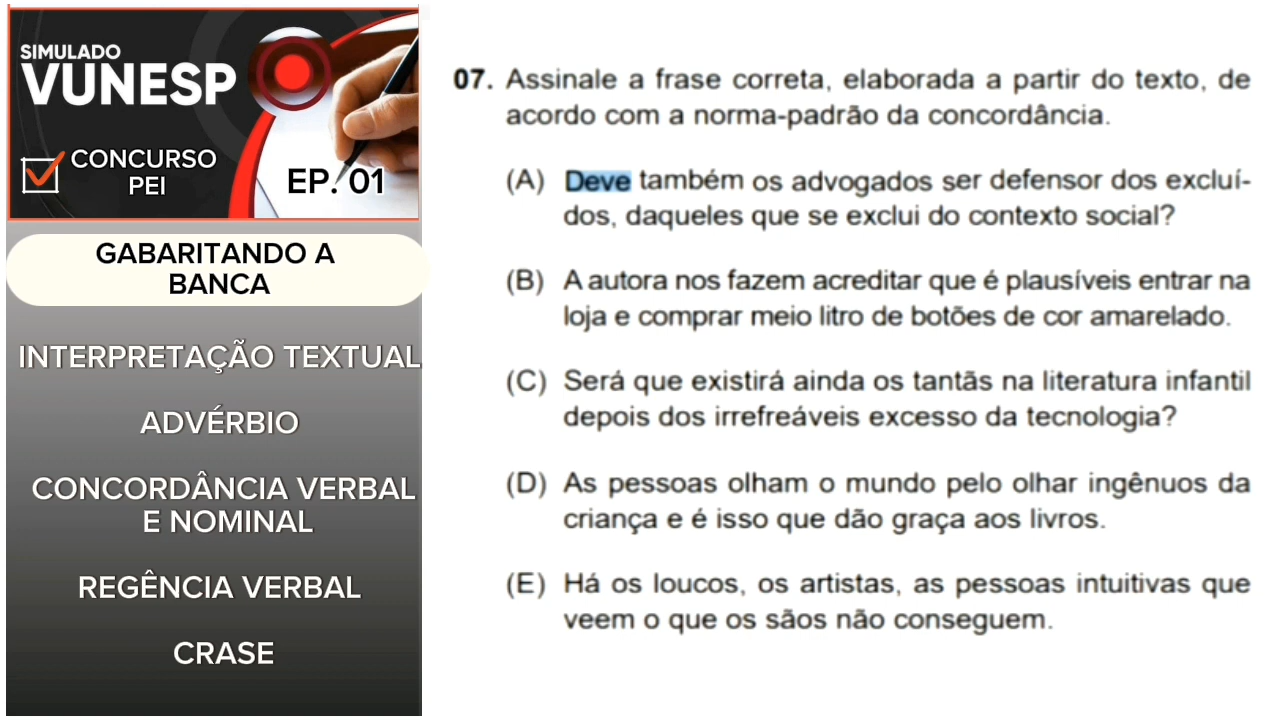 SIMULADO
VUNESP
CONCURSO
PEI
EP. 01
GABARITANDO A
BANCA
INTERPRETAÇÃO TEXTUAL
ADVÉRBIO
CONCORDÂNCIA VERBAL
E NOMINAL
REGÊNCIA VERBAL
CRASE
07. Assinale a frase correta, elaborada a partir do texto, de
acordo com a norma-padrão da concordância.
(A) Deve também os advogados ser defensor dos excluí-
dos, daqueles que se exclui do contexto social?
(B) A autora nos fazem acreditar que é plausíveis entrar na
loja e comprar meio litro de botões de cor amarelado.
(C) Será que existirá ainda os tantãs na literatura infantil
depois dos irrefreáveis excesso da tecnologia?
(D) As pessoas olham o mundo pelo olhar ingênuos da
criança e é isso que dão graça aos livros.
(E) Há os loucos, os artistas, as pessoas intuitivas que
veem o que os sãos não conseguem.